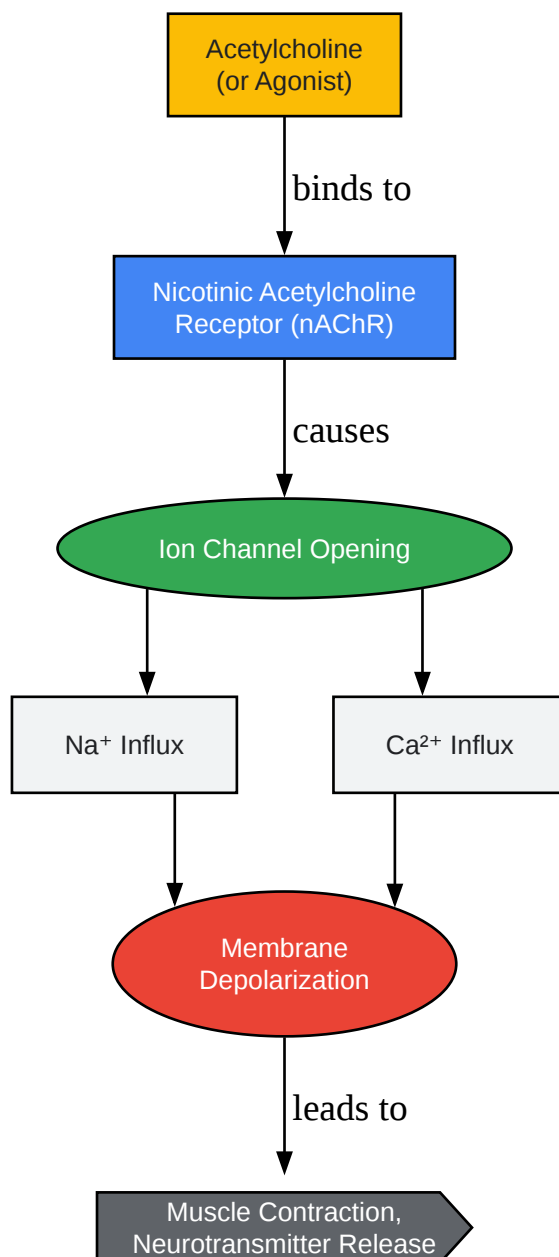 Acetylcholine
(or Agonist)
binds to
Nicotinic Acetylcholine
Receptor (nAChR)
causes
Ion Channel Opening
Na⁺ Influx
Ca²⁺ Influx
Membrane
Depolarization
leads to
Muscle Contraction,
Neurotransmitter Release